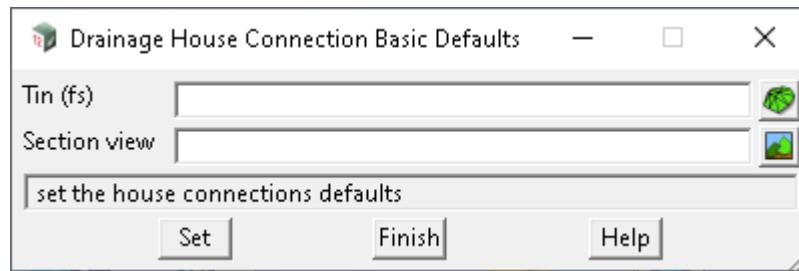 Drainage House Connection Basic Defaults
Tin (fs)
Section view
set the house connections defaults
Set Finish Help